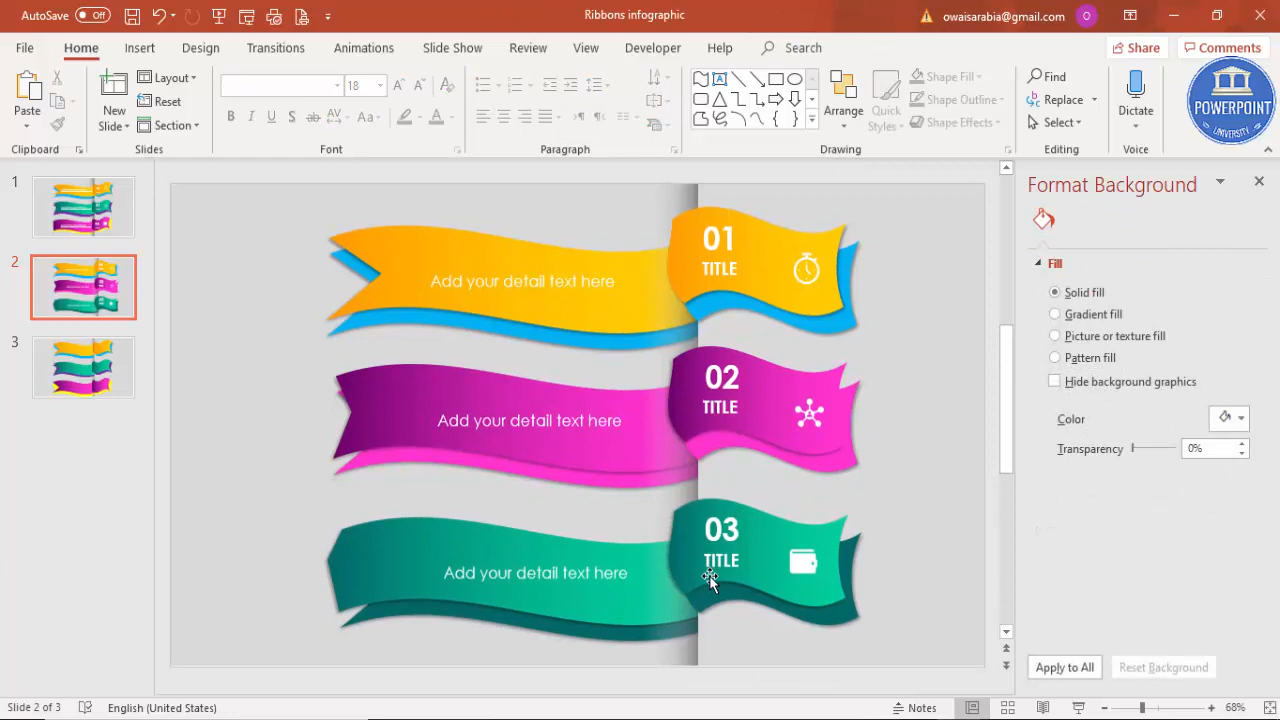 AutoSave Off
Ribbons infographic
owaisarabia@gmail.com O
File Home Insert Design Transitions Animations Slide Show Review View Developer Help Search Share Comments
Paste
New
Slide
Layout
Reset
Section
18
B I U S ab AV Aa A
Arrange
Quick
Styles
Shape Fill
Shape Outline
Shape Effects
Find
Replace
Select
Dictate
Clipboard Slides Font Paragraph Drawing Editing Voice
POWERPOINT
UNIVERSITY
1
2
3
01
TITLE
Add your detail text here
02
TITLE
Add your detail text here
03
TITLE
Add your detail text here
Format Background
Fill
Solid fill
Gradient fill
Picture or texture fill
Pattern fill
Hide background graphics
Color
Transparency 0%
Apply to All Reset Background
Slide 2 of 3 English (United States) Notes 68%